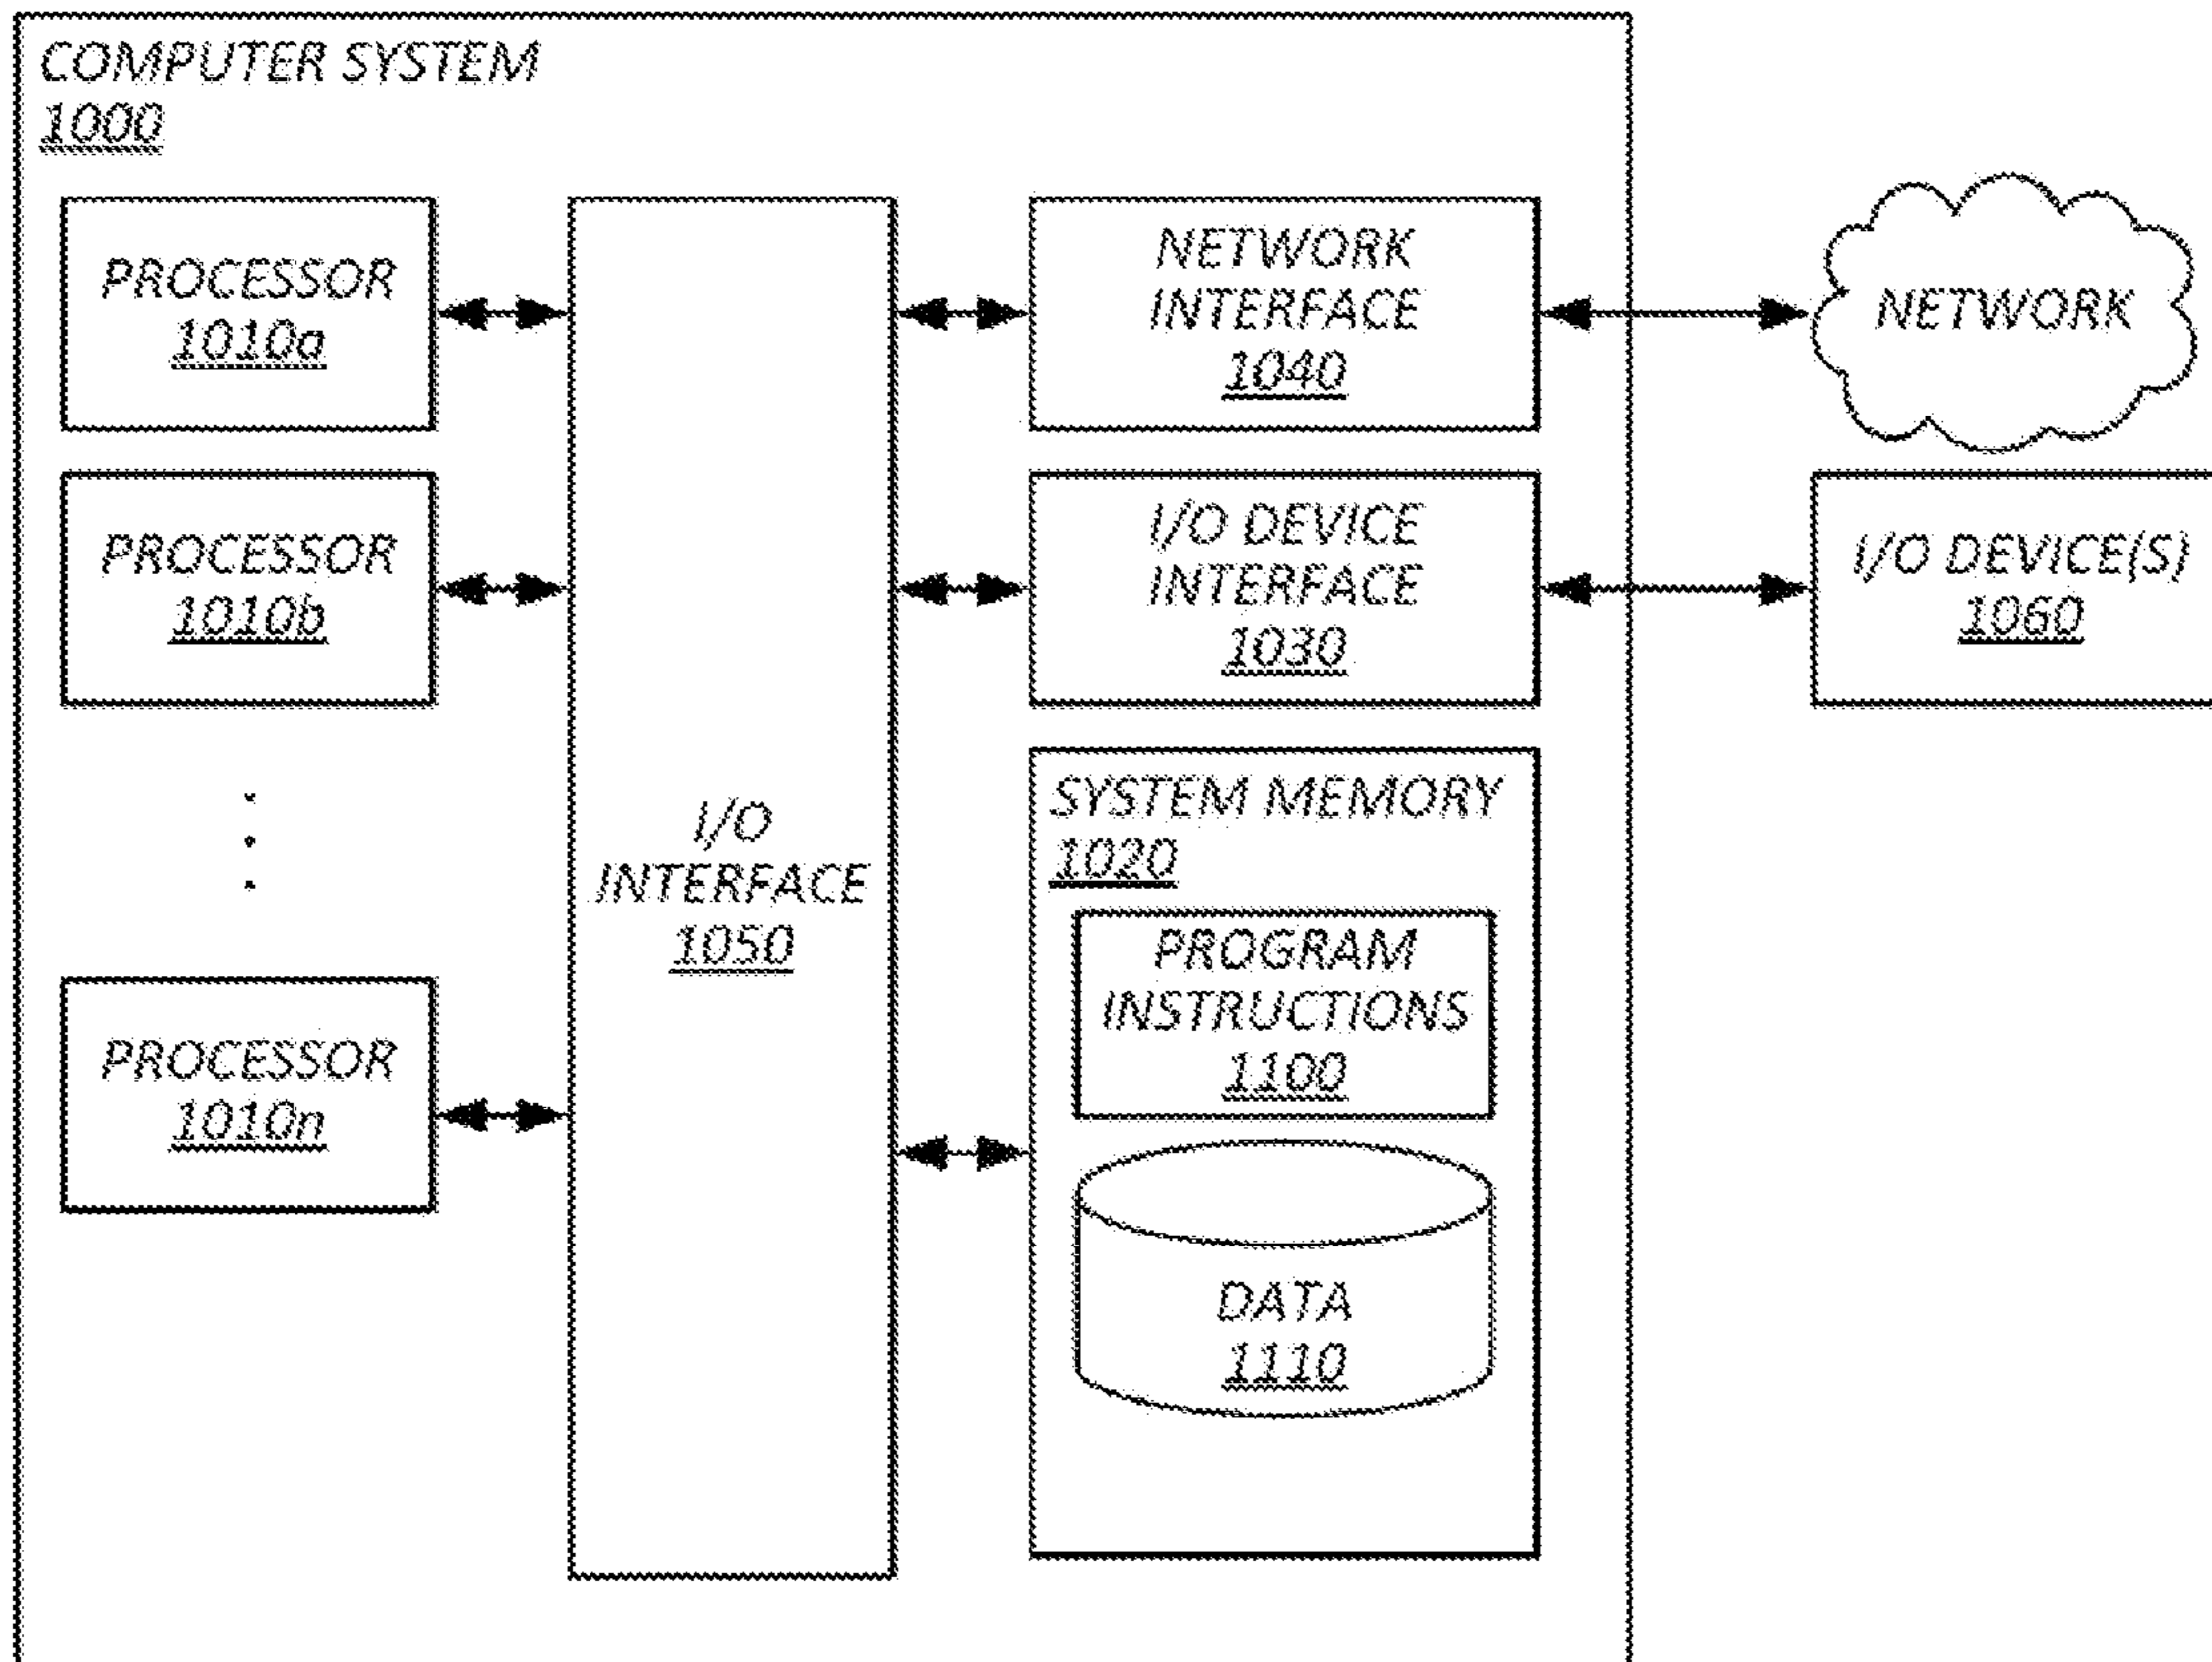 COMPUTER SYSTEM
1000
PROCESSOR
1010a
PROCESSOR
1010b
PROCESSOR
1010n
I/O
INTERFACE
1050
NETWORK
INTERFACE
1040
I/O DEVICE
INTERFACE
1030
SYSTEM MEMORY
1020
PROGRAM
INSTRUCTIONS
1100
DATA
1110
NETWORK
I/O DEVICE(S)
1060